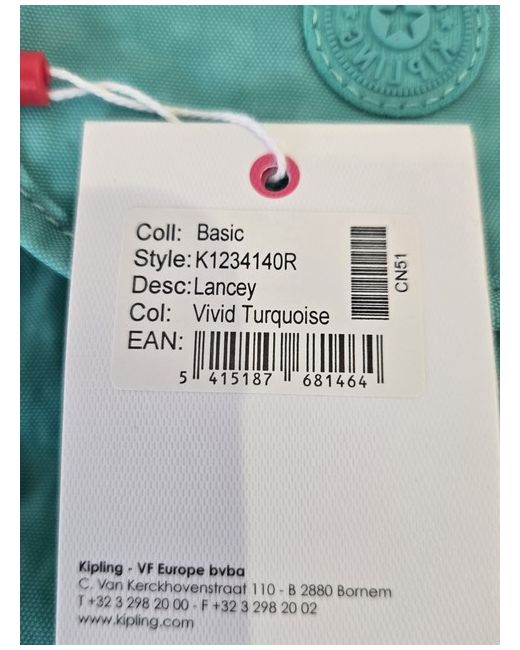 KIPLING
Coll: Basic
Style: K1234140R
Desc: Lancey
Col: Vivid Turquoise
EAN:
5 415187 681464
CN51
Kipling - VF Europe bvba
C. Van Kerckhovenstraat 110 - B 2880 Bornem
T +32 3 298 20 00 - F +32 3 298 20 02
www.kipling.com